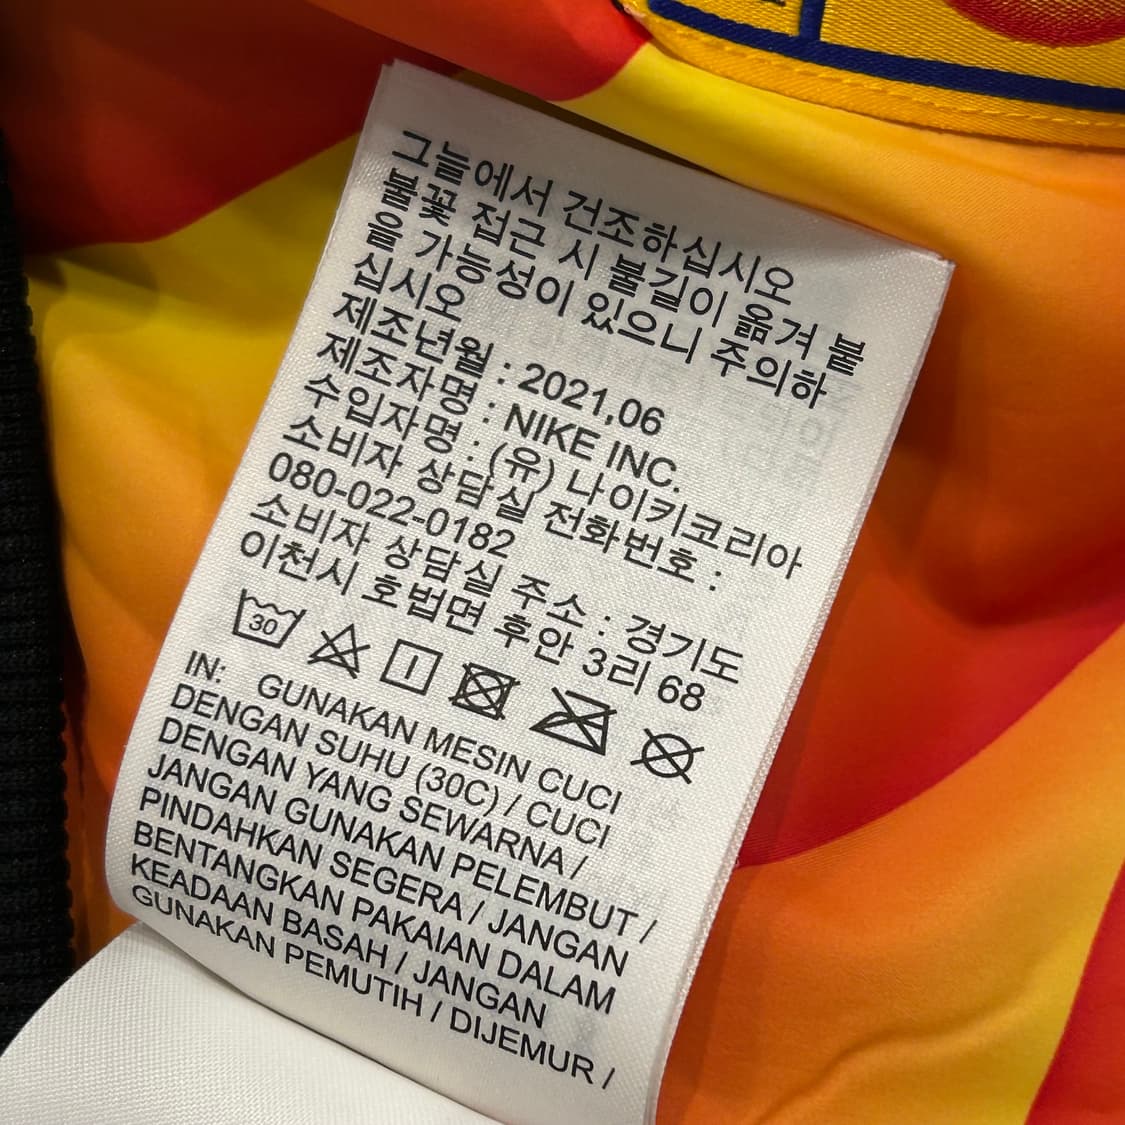 그늘에서 건조하십시오
불꽃 접근 시 불길이 옮겨 붙
을 가능성이 있으니 주의하
십시오
제조년월 : 2021,06
제조자명 : NIKE INC.
수입자명 : (유) 나이키코리아
소비자 상담실 전화번호 :
080-022-0182
소비자 상담실 주소 : 경기도
이천시 호법면 후안 3리 68
30
IN: GUNAKAN MESIN CUCI
DENGAN SUHU (30C) / CUCI
DENGAN YANG SEWARNA /
JANGAN GUNAKAN PELEMBUT /
PINDAHKAN SEGERA / JANGAN
BENTANGKAN PAKAIAN DALAM
KEADAAN BASAH / JANGAN
GUNAKAN PEMUTIH / DIJEMUR /